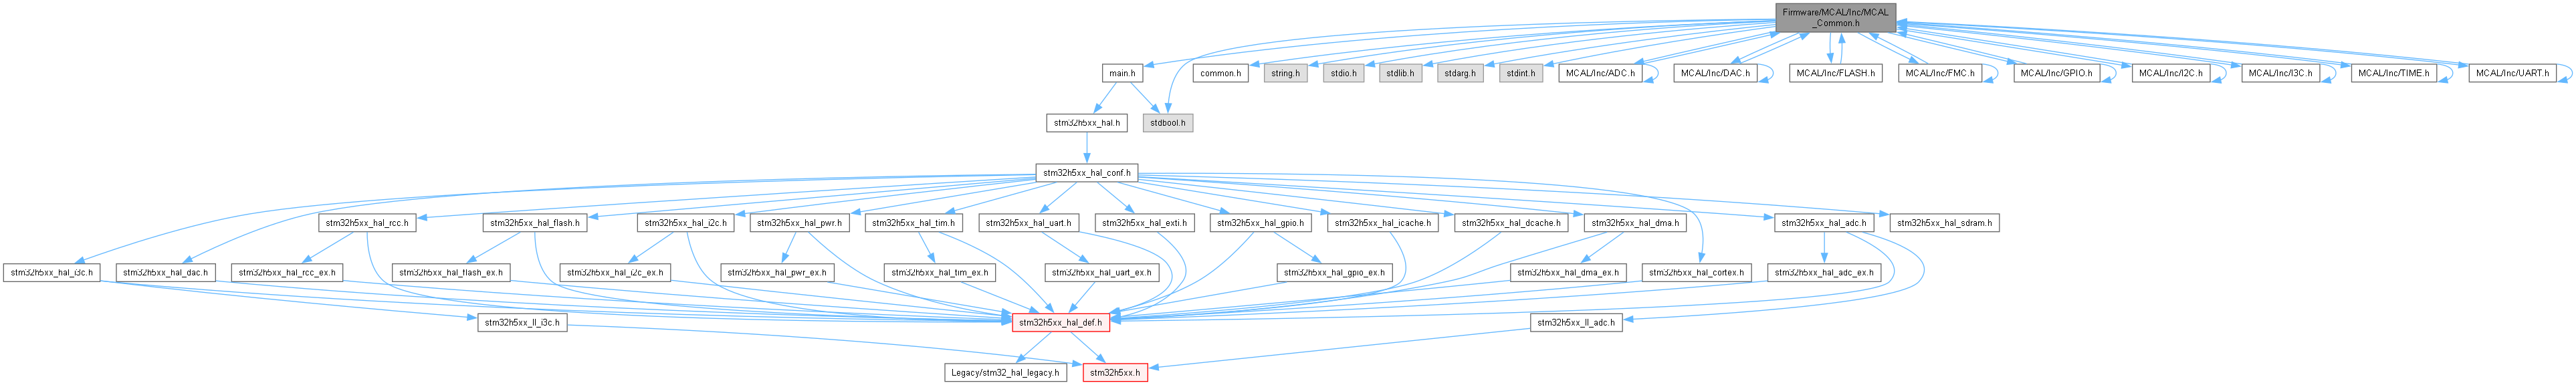 Firmware/MCAL/Inc/MCAL
_Common.h
main.h
common.h
string.h
stdio.h
stdlib.h
stdarg.h
stdint.h
MCAL/Inc/ADC.h
MCAL/Inc/DAC.h
MCAL/Inc/FLASH.h
MCAL/Inc/FMC.h
MCAL/Inc/GPIO.h
MCAL/Inc/I2C.h
MCAL/Inc/I3C.h
MCAL/Inc/TIME.h
MCAL/Inc/UART.h
stm32h5xx_hal.h
stdbool.h
stm32h5xx_hal_conf.h
stm32h5xx_hal_rcc.h
stm32h5xx_hal_flash.h
stm32h5xx_hal_i2c.h
stm32h5xx_hal_pwr.h
stm32h5xx_hal_tim.h
stm32h5xx_hal_uart.h
stm32h5xx_hal_exti.h
stm32h5xx_hal_gpio.h
stm32h5xx_hal_icache.h
stm32h5xx_hal_dcache.h
stm32h5xx_hal_dma.h
stm32h5xx_hal_adc.h
stm32h5xx_hal_sdram.h
stm32h5xx_hal_i3c.h
stm32h5xx_hal_dac.h
stm32h5xx_hal_rcc_ex.h
stm32h5xx_hal_flash_ex.h
stm32h5xx_hal_i2c_ex.h
stm32h5xx_hal_pwr_ex.h
stm32h5xx_hal_tim_ex.h
stm32h5xx_hal_uart_ex.h
stm32h5xx_hal_gpio_ex.h
stm32h5xx_hal_dma_ex.h
stm32h5xx_hal_cortex.h
stm32h5xx_hal_adc_ex.h
stm32h5xx_ll_i3c.h
stm32h5xx_hal_def.h
stm32h5xx_ll_adc.h
Legacy/stm32_hal_legacy.h
stm32h5xx.h